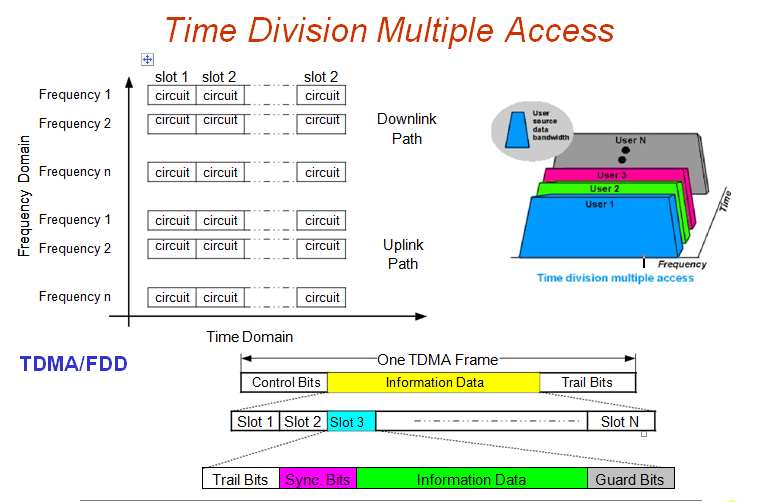 Time Division Multiple Access
slot 1 slot 2 slot 2
Frequency 1 circuit circuit circuit
Frequency 2 circuit circuit circuit
Frequency n circuit circuit circuit
Downlink
Path
Frequency 1 circuit circuit circuit
Frequency 2 circuit circuit circuit
Frequency n circuit circuit circuit
Uplink
Path
Frequency Domain
Time Domain
User
source
data
bandwidth
User N
User 3
User 2
User 1
Time
Frequency
Time division multiple access
TDMA/FDD
One TDMA Frame
Control Bits Information Data Trail Bits
Slot 1 Slot 2 Slot 3 Slot N
Trail Bits Sync. Bits Information Data Guard Bits